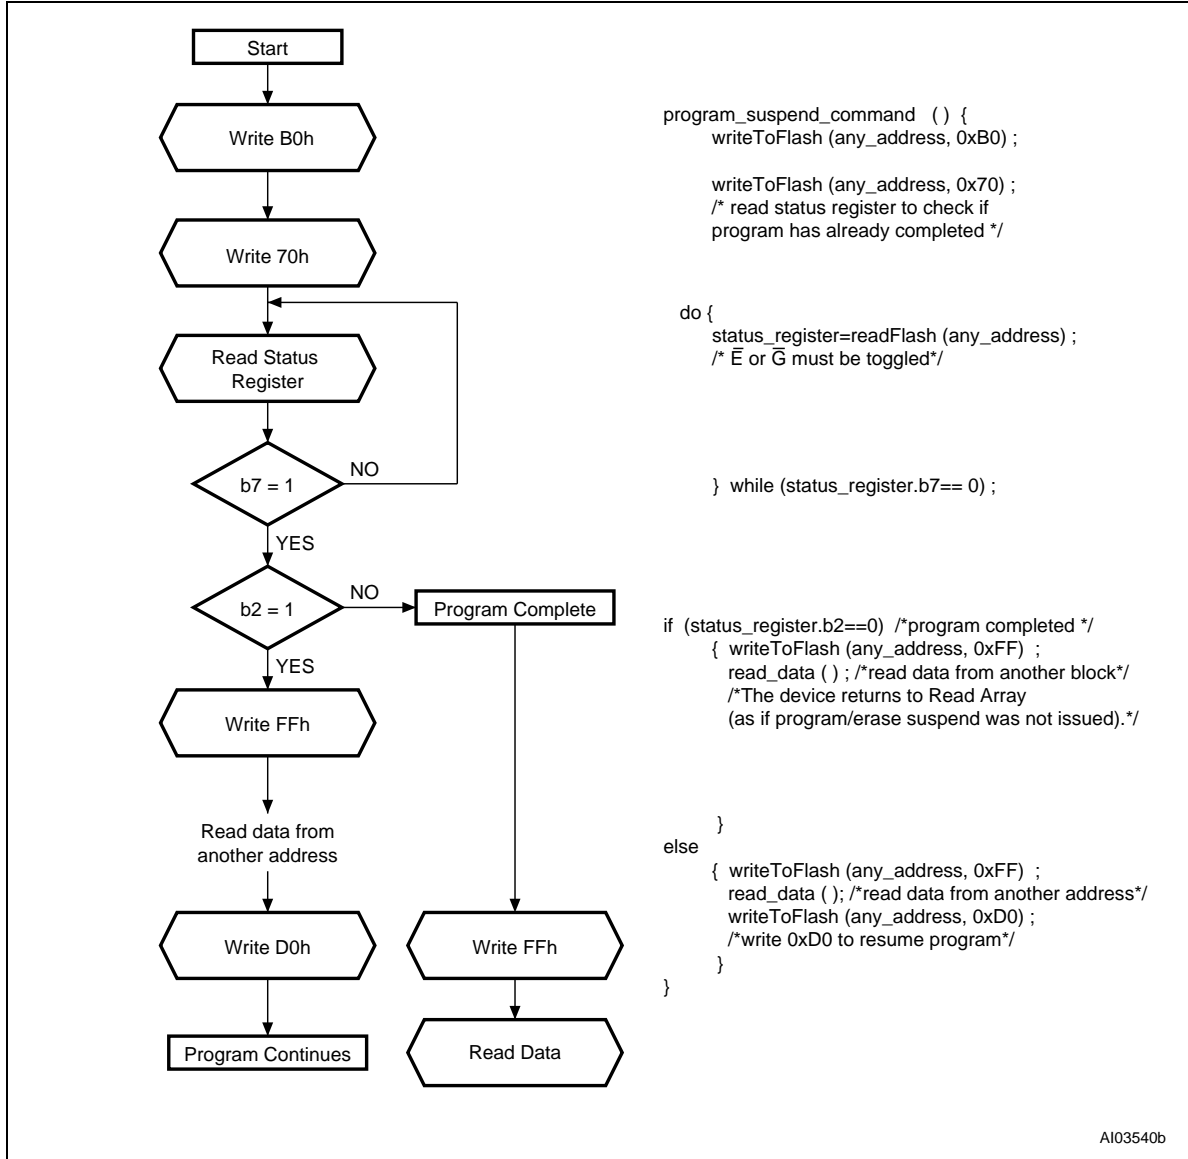 Start
Write B0h
Write 70h
Read Status
Register
b7 = 1
NO
YES
b2 = 1
NO
Program Complete
YES
Write FFh
Read data from
another address
Write D0h
Write FFh
Program Continues
Read Data
program_suspend_command ( ) {
writeToFlash (any_address, 0xB0) ;
writeToFlash (any_address, 0x70) ;
/* read status register to check if
program has already completed */
do {
status_register=readFlash (any_address) ;
/* E̅ or G̅ must be toggled*/
} while (status_register.b7== 0) ;
if (status_register.b2==0) /*program completed */
{ writeToFlash (any_address, 0xFF) ;
read_data ( ) ; /*read data from another block*/
/*The device returns to Read Array
(as if program/erase suspend was not issued).*/
}
else
{ writeToFlash (any_address, 0xFF) ;
read_data ( ); /*read data from another address*/
writeToFlash (any_address, 0xD0) ;
/*write 0xD0 to resume program*/
}
}
AI03540b